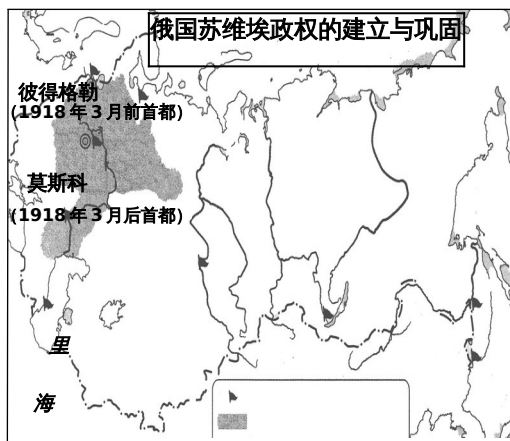 俄国苏维埃政权的建立与巩固
彼得格勒
(1918年3月前首都)
莫斯科
(1918年3月后首都)
里
海